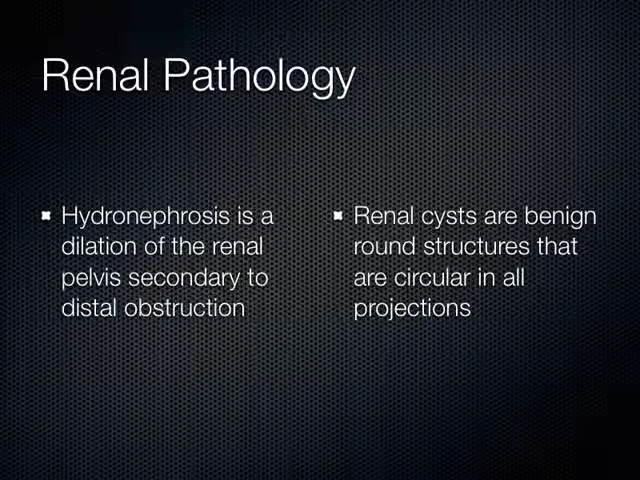 Renal Pathology
Hydronephrosis is a
dilation of the renal
pelvis secondary to
distal obstruction
Renal cysts are benign
round structures that
are circular in all
projections